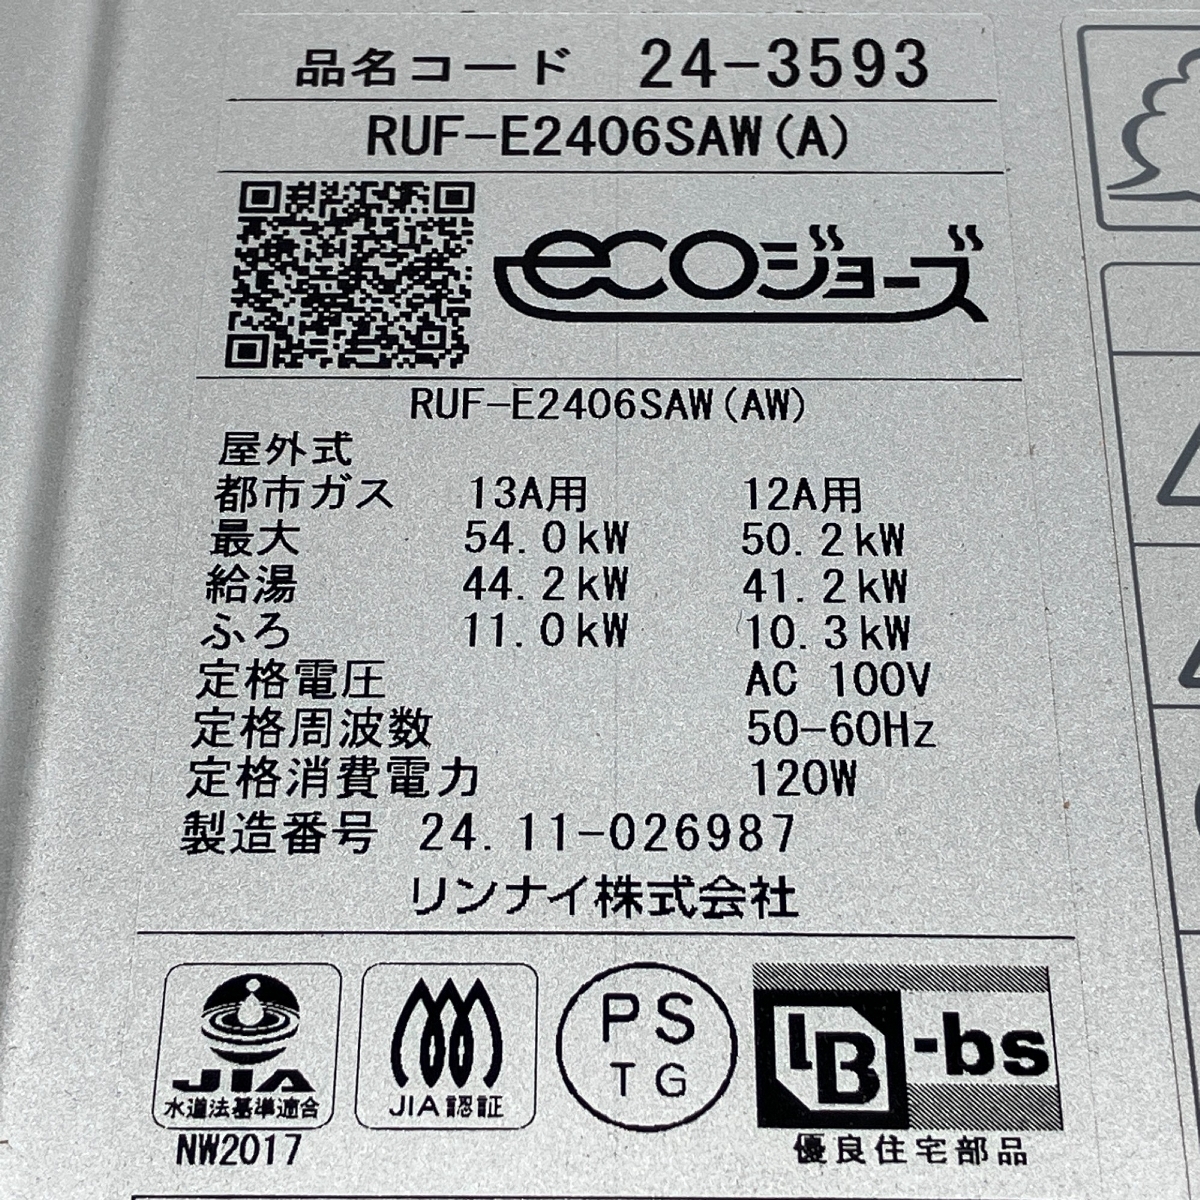 品名コード 24-3593
RUF-E2406SAW(A)
ecoジョーズ
RUF-E2406SAW(AW)
屋外式
都市ガス 13A用 12A用
最大 54.0kW 50.2kW
給湯 44.2kW 41.2kW
ふろ 11.0kW 10.3kW
定格電圧 AC 100V
定格周波数 50-60Hz
定格消費電力 120W
製造番号 24.11-026987
リンナイ株式会社
JIA
水道法基準適合
NW2017
JIA認証
PS
TG
BL-bs
優良住宅部品